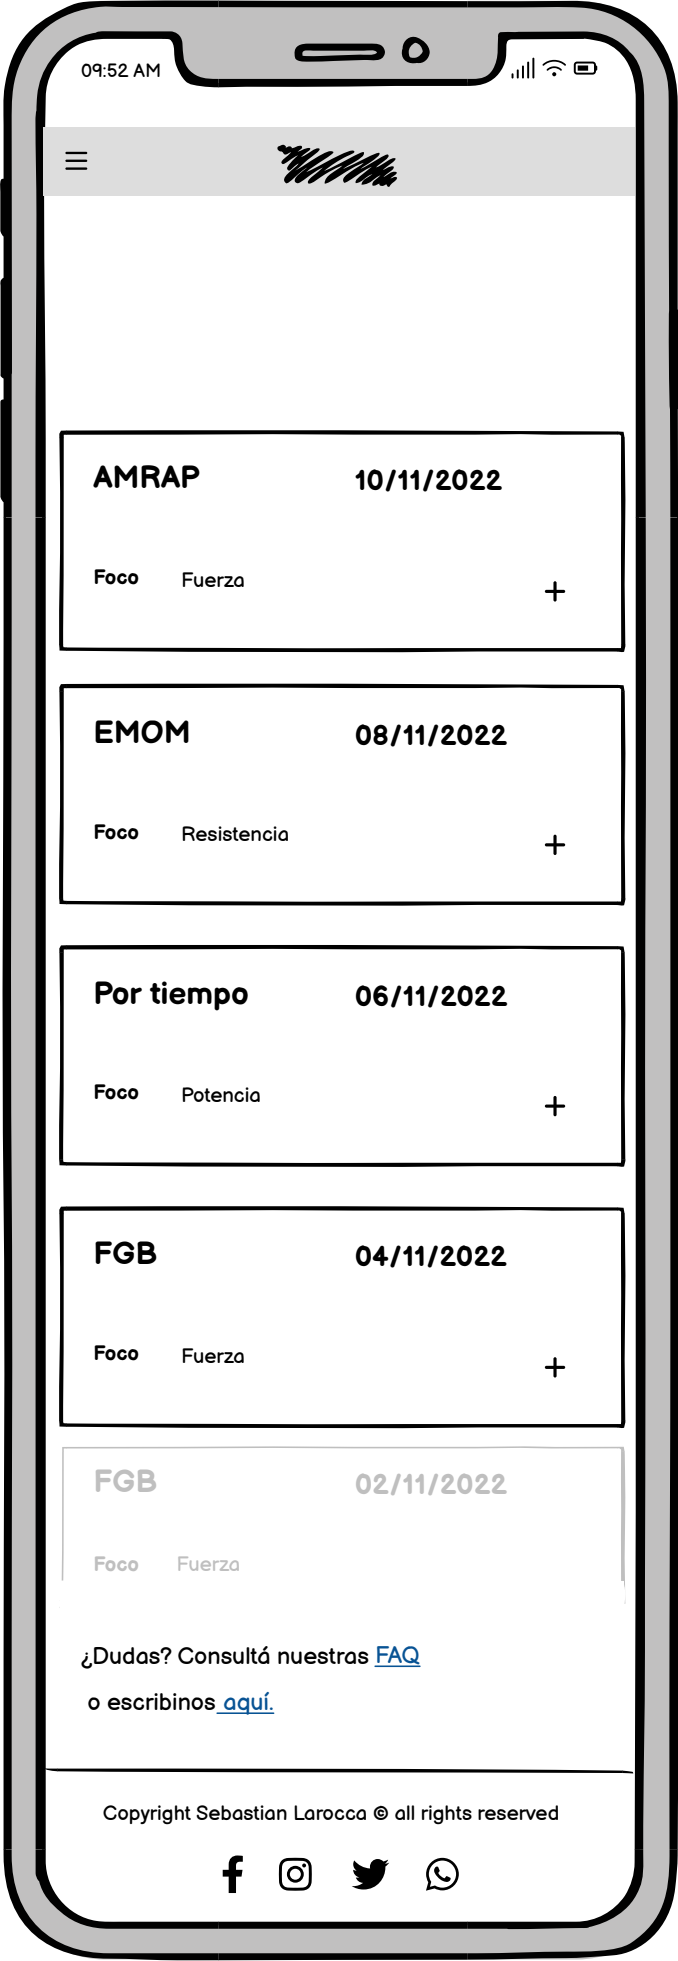 09:52 AM
AMRAP 10/11/2022
Foco Fuerza
+
EMOM 08/11/2022
Foco Resistencia
+
Por tiempo 06/11/2022
Foco Potencia
+
FGB 04/11/2022
Foco Fuerza
+
FGB 02/11/2022
Foco Fuerza
¿Dudas? Consultá nuestras FAQ
o escribinos aquí.
Copyright Sebastian Larocca © all rights reserved